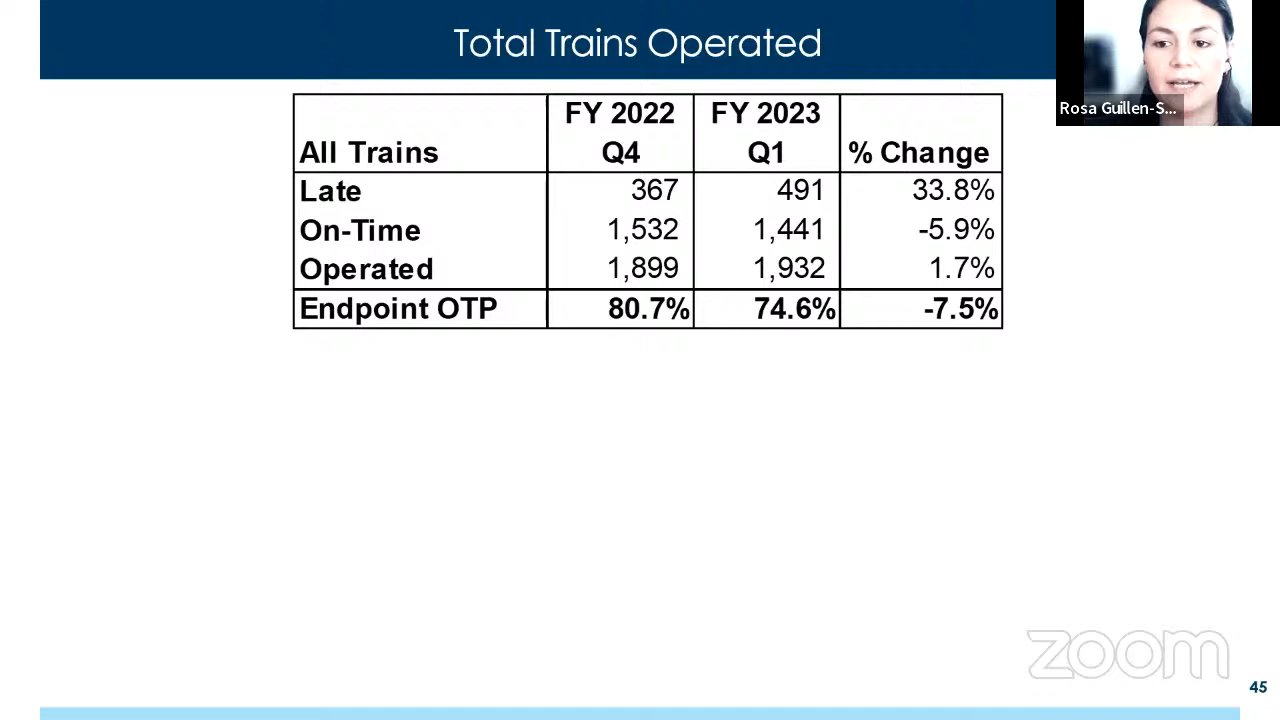 Total Trains Operated
Rosa Guillen-S...
FY 2022 FY 2023
All Trains Q4 Q1 % Change
Late 367 491 33.8%
On-Time 1,532 1,441 -5.9%
Operated 1,899 1,932 1.7%
Endpoint OTP 80.7% 74.6% -7.5%
zoom
45